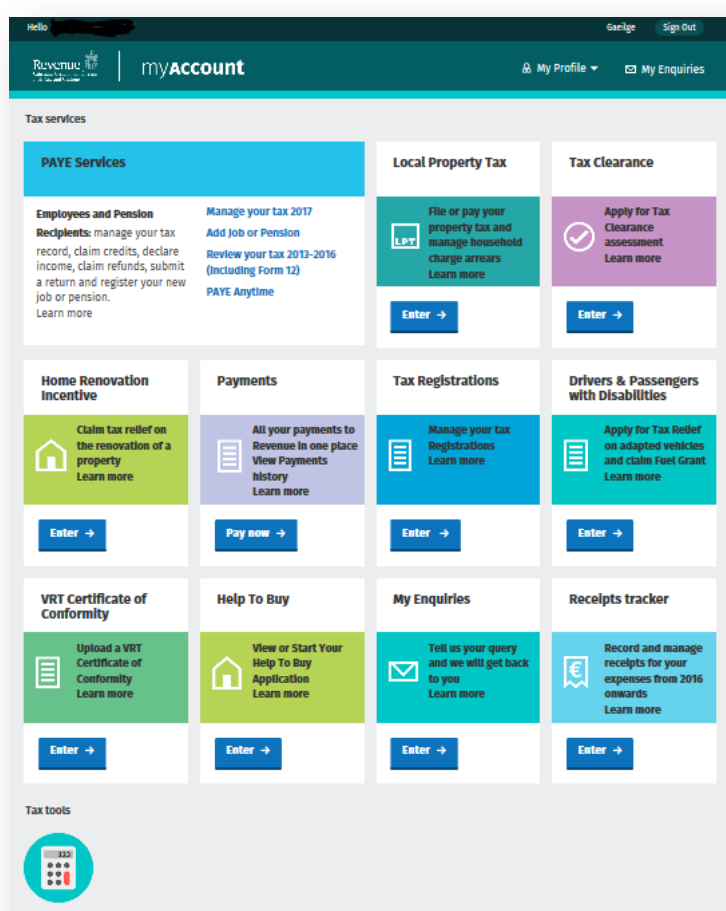 Hello
Gaeilge Sign Out
Revenue
myAccount
My Profile
My Enquiries
Tax services
PAYE Services
Employees and Pension
Recipients: manage your tax
record, claim credits, declare
income, claim refunds, submit
a return and register your new
job or pension.
Learn more
Manage your tax 2017
Add Job or Pension
Review your tax 2013-2016
(including Form 12)
PAYE Anytime
Local Property Tax
LPT
File or pay your
property tax and
manage household
charge arrears
Learn more
Enter →
Tax Clearance
Apply for Tax
Clearance
assessment
Learn more
Enter →
Home Renovation
Incentive
Claim tax relief on
the renovation of a
property
Learn more
Enter →
Payments
All your payments to
Revenue in one place
View Payments
history
Learn more
Pay now →
Tax Registrations
Manage your tax
Registrations
Learn more
Enter →
Drivers & Passengers
with Disabilities
Apply for Tax Relief
on adapted vehicles
and claim Fuel Grant
Learn more
Enter →
VRT Certificate of
Conformity
Upload a VRT
Certificate of
Conformity
Learn more
Enter →
Help To Buy
View or Start Your
Help To Buy
Application
Learn more
Enter →
My Enquiries
Tell us your query
and we will get back
to you
Learn more
Enter →
Receipts tracker
€
Record and manage
receipts for your
expenses from 2016
onwards
Learn more
Enter →
Tax tools
123